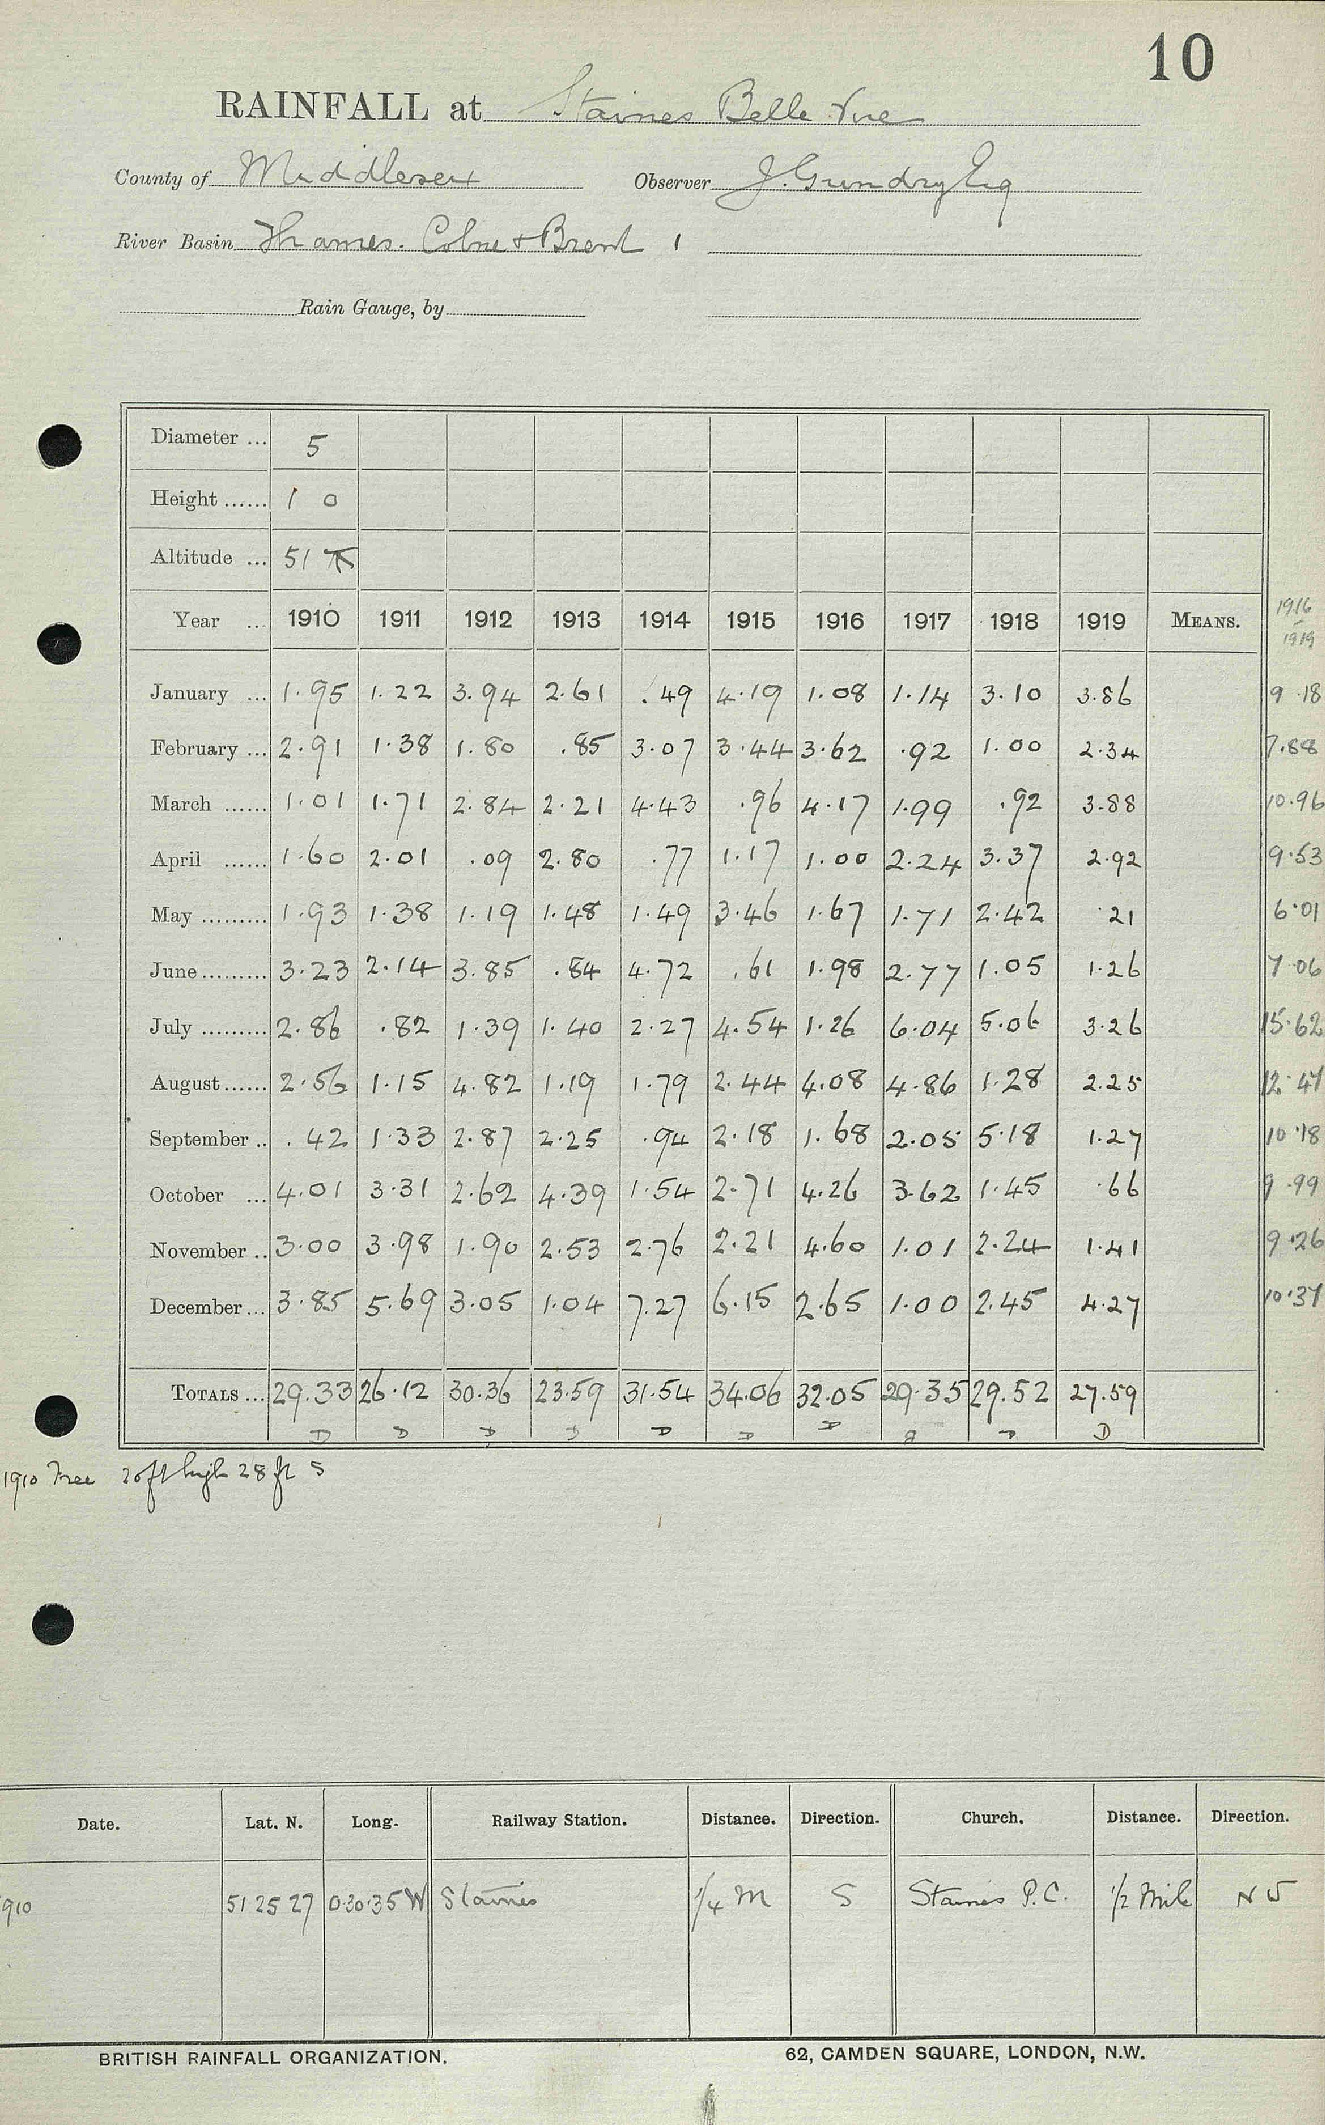 10
RAINFALL at Staines Belle Vue
County of Middlesex Observer J. Gundry Esq
River Basin Thames. Colne + Brent 1
Rain Gauge, by
Diameter ... 5
Height ...... 1 0
Altitude ... 51
Year ... 1910 1911 1912 1913 1914 1915 1916 1917 1918 1919 MEANS. 1916 - 1919
January ... 1.95 1.22 3.94 2.61 .49 4.19 1.08 1.14 3.10 3.86 9.18
February ... 2.91 1.38 1.80 .85 3.07 3.44 3.62 .92 1.00 2.34 7.88
March ...... 1.01 1.71 2.84 2.21 4.43 .96 4.17 1.99 .92 3.88 10.96
April ...... 1.60 2.01 .09 2.80 .77 1.17 1.00 2.24 3.37 2.92 9.53
May ......... 1.93 1.38 1.19 1.48 1.49 3.46 1.67 1.71 2.42 .21 6.01
June ......... 3.23 2.14 3.85 .84 4.72 .61 1.98 2.77 1.05 1.26 7.06
July ......... 2.86 .82 1.39 1.40 2.27 4.54 1.26 6.04 5.06 3.26 15.62
August ...... 2.56 1.15 4.82 1.19 1.79 2.44 4.08 4.86 1.28 2.25 12.47
September .. .42 1.33 2.87 2.25 .94 2.18 1.68 2.05 5.18 1.27 10.18
October ... 4.01 3.31 2.62 4.39 1.54 2.71 4.26 3.62 1.45 .66 9.99
November .. 3.00 3.98 1.90 2.53 2.76 2.21 4.60 1.01 2.24 1.41 9.26
December ... 3.85 5.69 3.05 1.04 7.27 6.15 2.65 1.00 2.45 4.27 10.37
TOTALS ... 29.33 26.12 30.36 23.59 31.54 34.06 32.05 29.35 29.52 27.59
D D D D D D D D D
1910 Tree 20ft high 28 ft S
Date. Lat. N. Long. Railway Station. Distance. Direction. Church. Distance. Direction.
1910 51 25 27 0.30.35 W Staines 1/4 M S Staines P.C. 1/2 Mile NW
BRITISH RAINFALL ORGANIZATION. 62, CAMDEN SQUARE, LONDON, N.W.